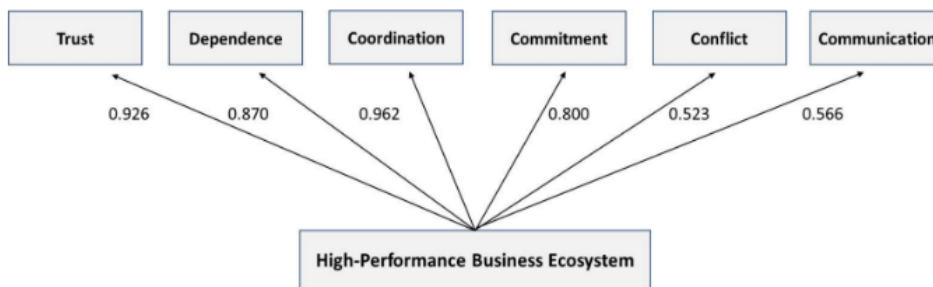 Trust Dependence Coordination Commitment Conflict Communication
0.926 0.870 0.962 0.800 0.523 0.566
High-Performance Business Ecosystem